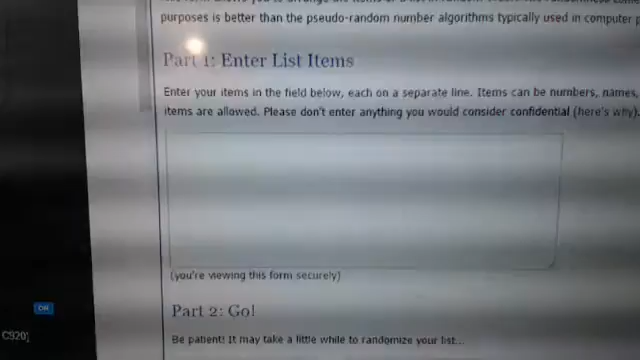 purposes is better than the pseudo-random number algorithms typically used in computer
Part 1: Enter List Items
Enter your items in the field below, each on a separate line. Items can be numbers, names,
items are allowed. Please don't enter anything you would consider confidential (here's why).
(you're viewing this form securely)
Part 2: Go!
ON
C920]
Be patient! It may take a little while to randomize your list...